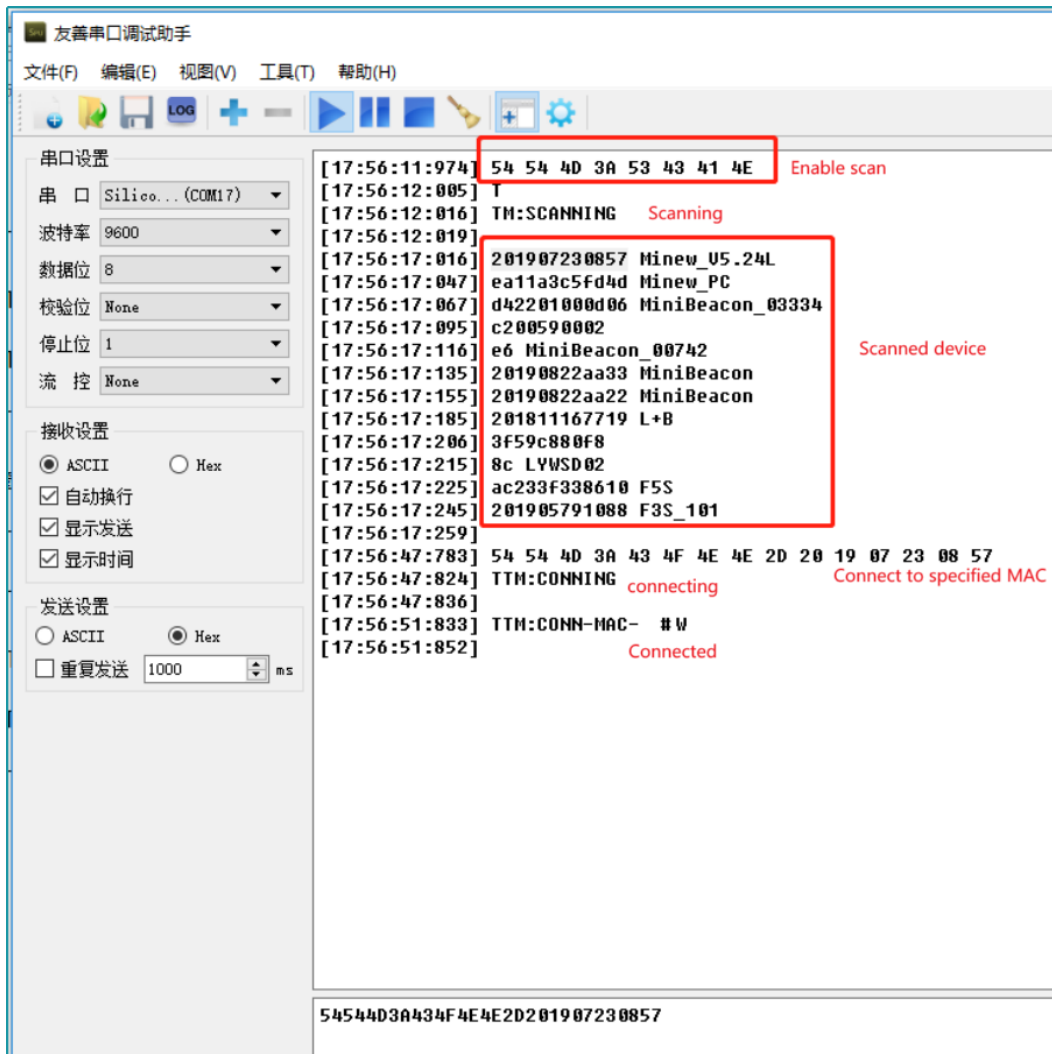 友善串口调试助手
文件(F) 编辑(E) 视图(V) 工具(T) 帮助(H)
LOG
串口设置
串 口 Silico...(COM17)
波特率 9600
数据位 8
校验位 None
停止位 1
流 控 None
接收设置
ASCII Hex
自动换行
显示发送
显示时间
发送设置
ASCII Hex
重复发送 1000 ms
[17:56:11:974] 54 54 4D 3A 53 43 41 4E Enable scan
[17:56:12:005] T
[17:56:12:016] TM:SCANNING Scanning
[17:56:12:019]
[17:56:17:016] 201907230857 Minew_V5.24L
[17:56:17:047] ea11a3c5fd4d Minew_PC
[17:56:17:067] d42201000d06 MiniBeacon_03334
[17:56:17:095] c200590002
[17:56:17:116] e6 MiniBeacon_00742 Scanned device
[17:56:17:135] 20190822aa33 MiniBeacon
[17:56:17:155] 20190822aa22 MiniBeacon
[17:56:17:185] 201811167719 L+B
[17:56:17:206] 3f59c880f8
[17:56:17:215] 8c LYWSD02
[17:56:17:225] ac233f338610 F5S
[17:56:17:245] 201905791088 F3S_101
[17:56:17:259]
[17:56:47:783] 54 54 4D 3A 43 4F 4E 4E 2D 20 19 07 23 08 57
[17:56:47:824] TTM:CONNING connecting Connect to specified MAC
[17:56:47:836]
[17:56:51:833] TTM:CONN-MAC- #W
[17:56:51:852] Connected
54544D3A434F4E4E2D201907230857